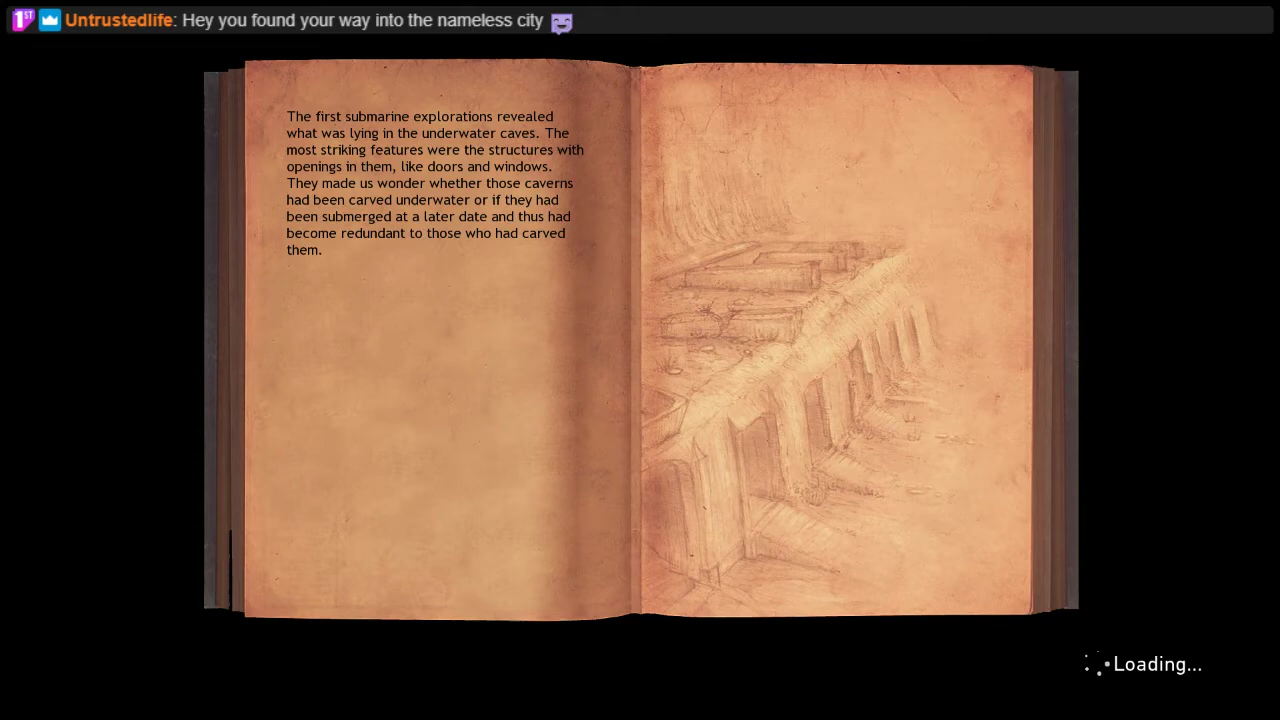 1ST Untrustedlife: Hey you found your way into the nameless city
The first submarine explorations revealed
what was lying in the underwater caves. The
most striking features were the structures with
openings in them, like doors and windows.
They made us wonder whether those caverns
had been carved underwater or if they had
been submerged at a later date and thus had
become redundant to those who had carved
them.
Loading...